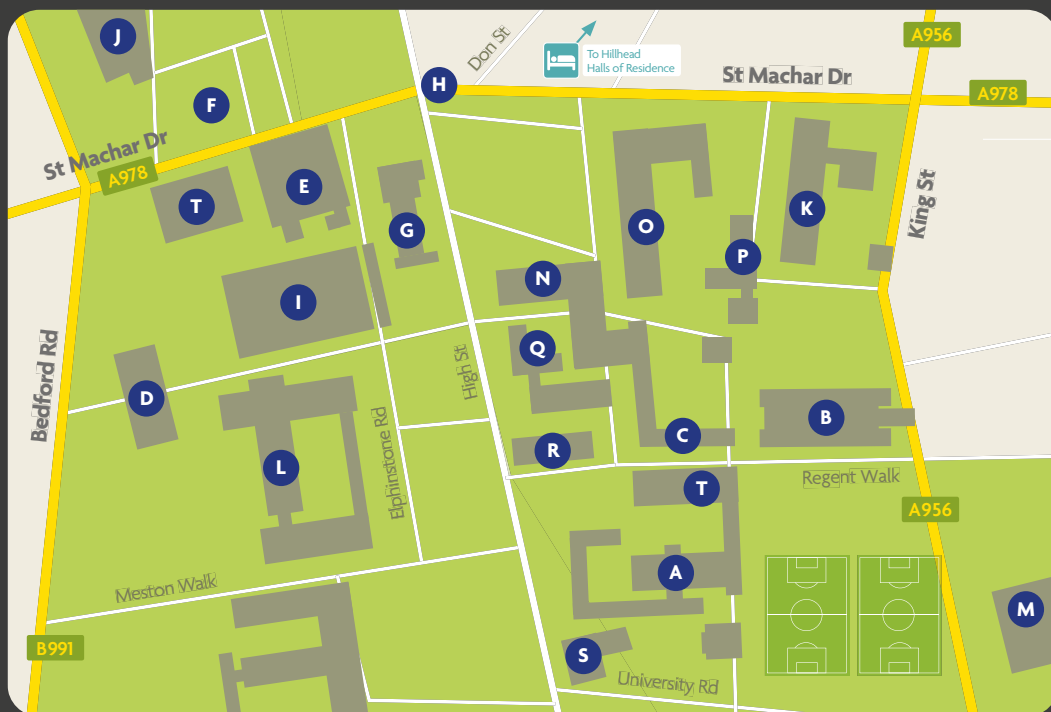 J
Don St
A956
To Hillhead
Halls of Residence
St Machar Dr
H
A978
F
St Machar Dr
A978
E
T
G
K
King St
O
P
I
N
Q
High St
Bedford Rd
D
B
C
R
Elphinstone Rd
L
Regent Walk
T
A956
A
Meston Walk
M
B991
S
University Rd